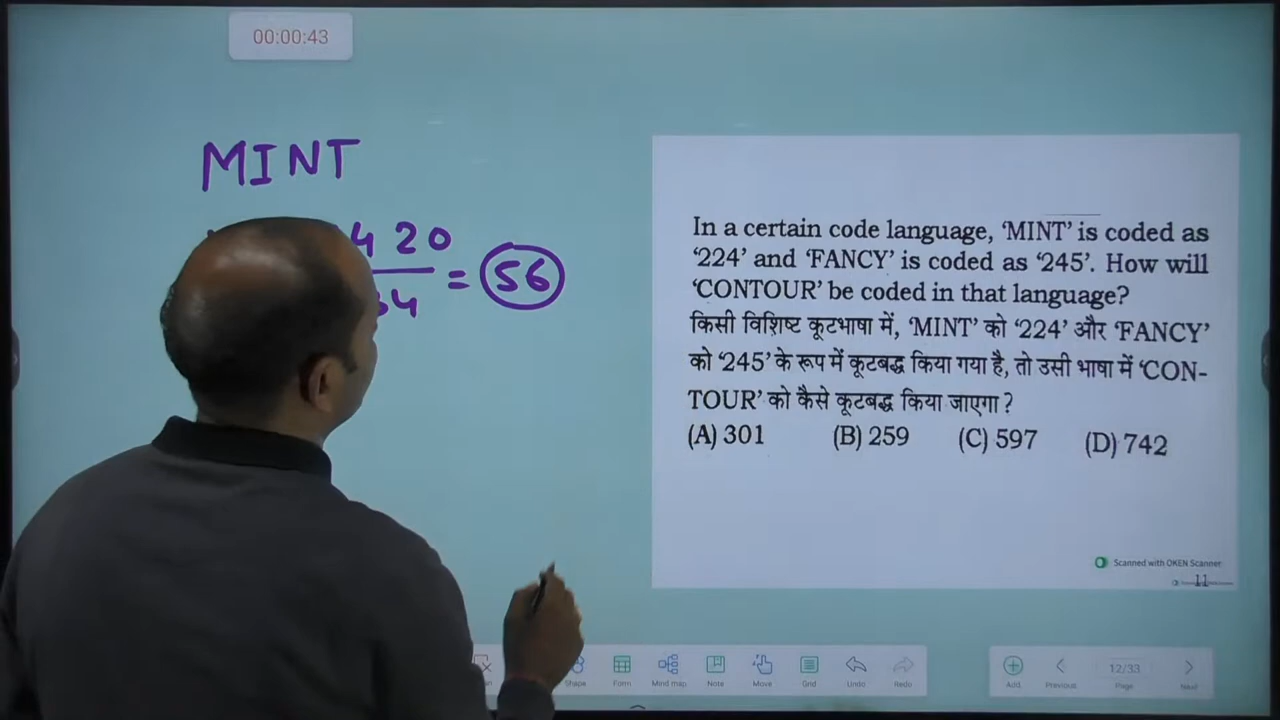 00:00:43
MINT
4 20
= 56
34
In a certain code language, ‘MINT’ is coded as
‘224’ and ‘FANCY’ is coded as ‘245’. How will
‘CONTOUR’ be coded in that language?
किसी विशिष्ट कूटभाषा में, ‘MINT’ को ‘224’ और ‘FANCY’
को ‘245’ के रूप में कूटबद्ध किया गया है, तो उसी भाषा में ‘CON-
TOUR’ को कैसे कूटबद्ध किया जाएगा ?
(A) 301 (B) 259 (C) 597 (D) 742
Scanned with OKEN Scanner
11
Shape Form Mind map Note Move Grid Undo Redo
Add Previous 12/33 Page Next